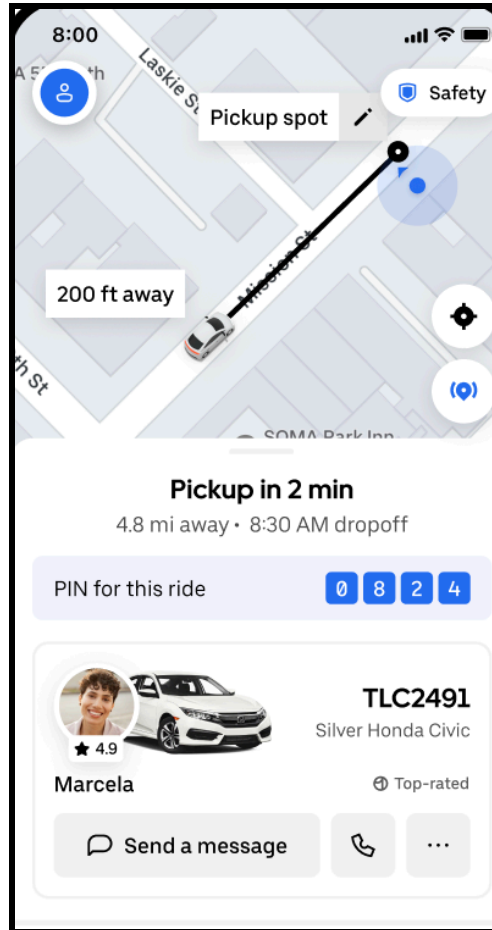 8:00
Laskie St
Safety
Pickup spot
Mission St
200 ft away
th St
SOMA Park Inn
Pickup in 2 min
4.8 mi away • 8:30 AM dropoff
PIN for this ride
0 8 2 4
TLC2491
Silver Honda Civic
4.9
Marcela
Top-rated
Send a message